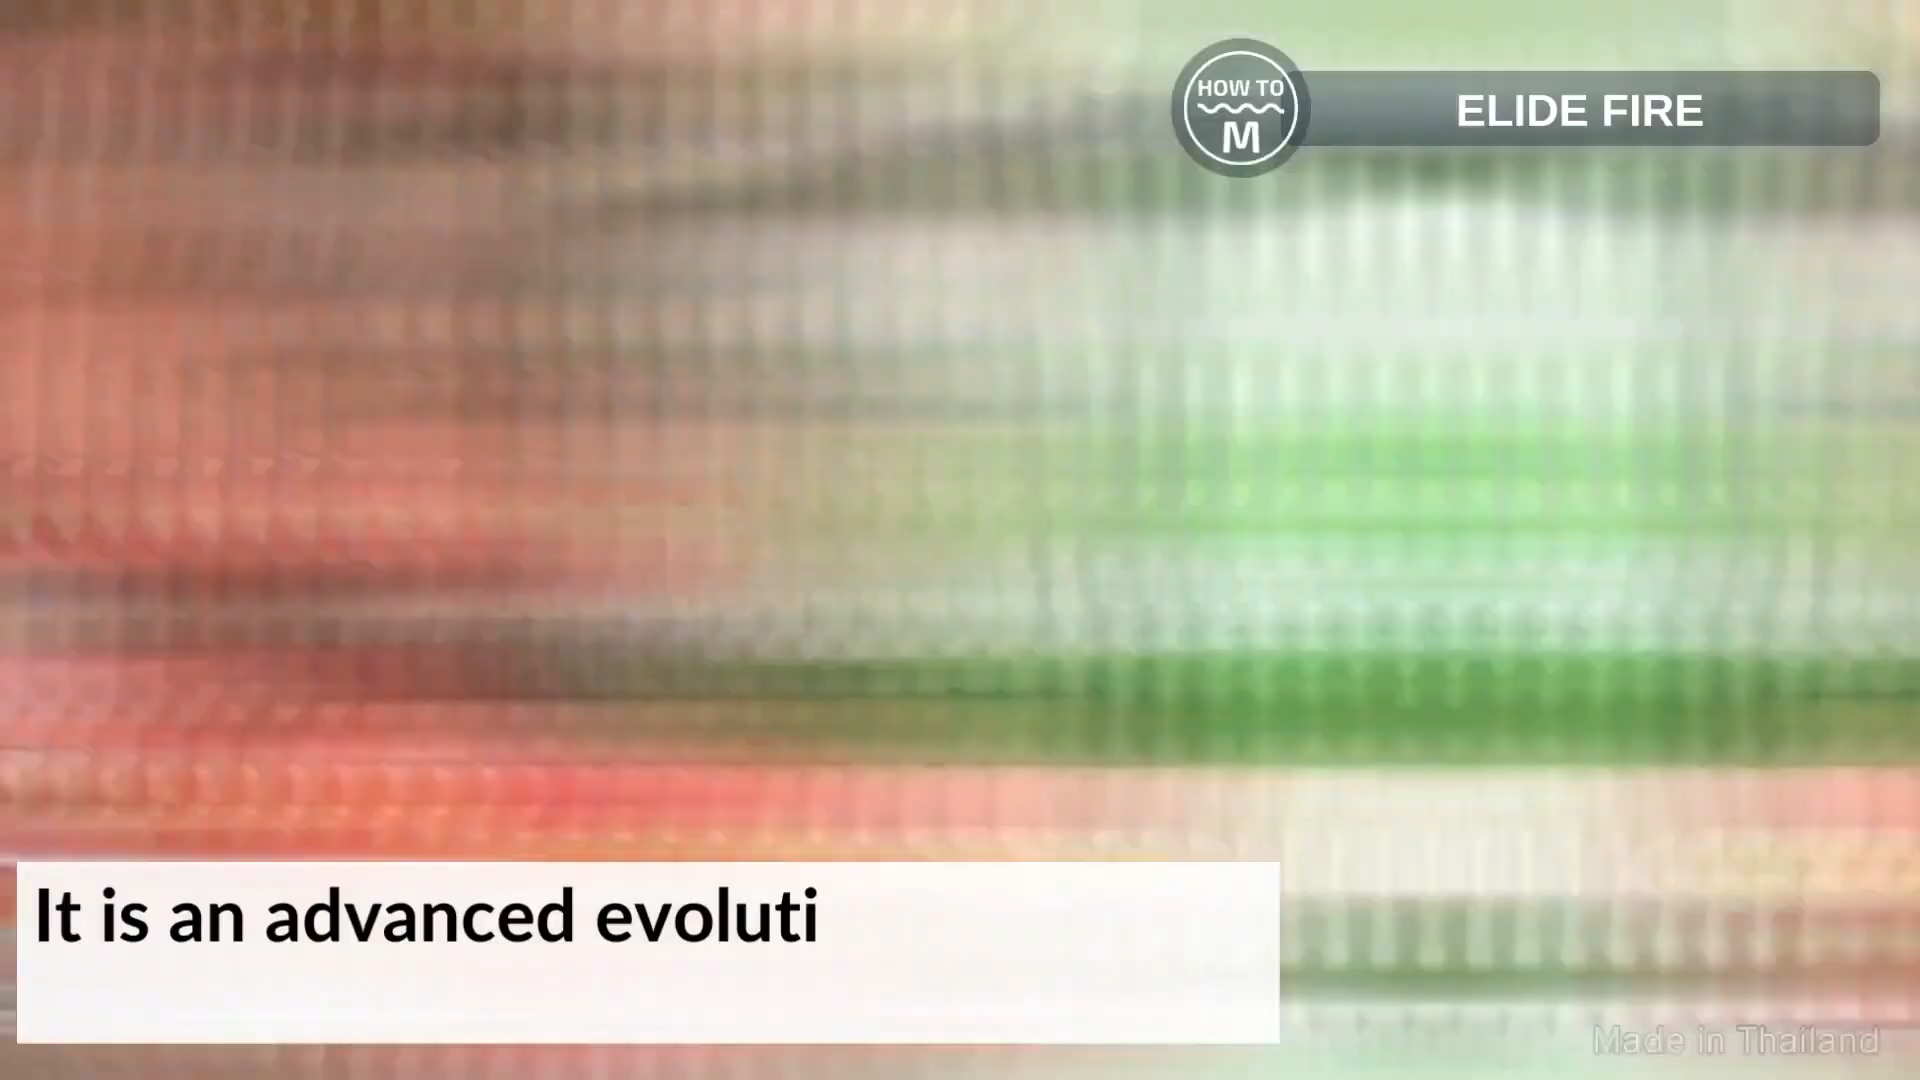 HOW TO
M
ELIDE FIRE
It is an advanced evoluti
Made in Thailand